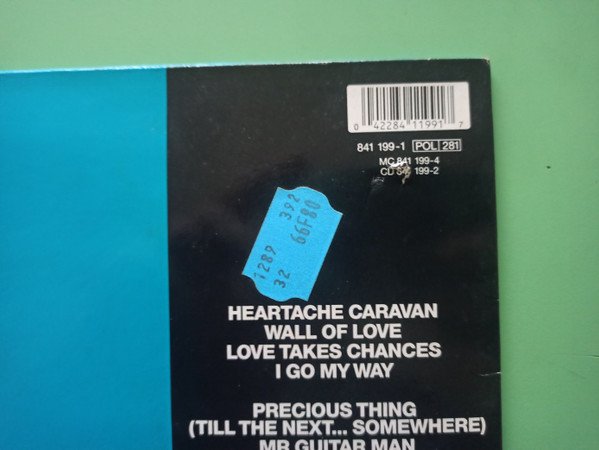 0 42284 11991 7
841 199-1 POL 281
MC 841 199-4
CD 841 199-2
1289 392
32 66F80
HEARTACHE CARAVAN
WALL OF LOVE
LOVE TAKES CHANCES
I GO MY WAY
PRECIOUS THING
(TILL THE NEXT... SOMEWHERE)
MR GUITAR MAN